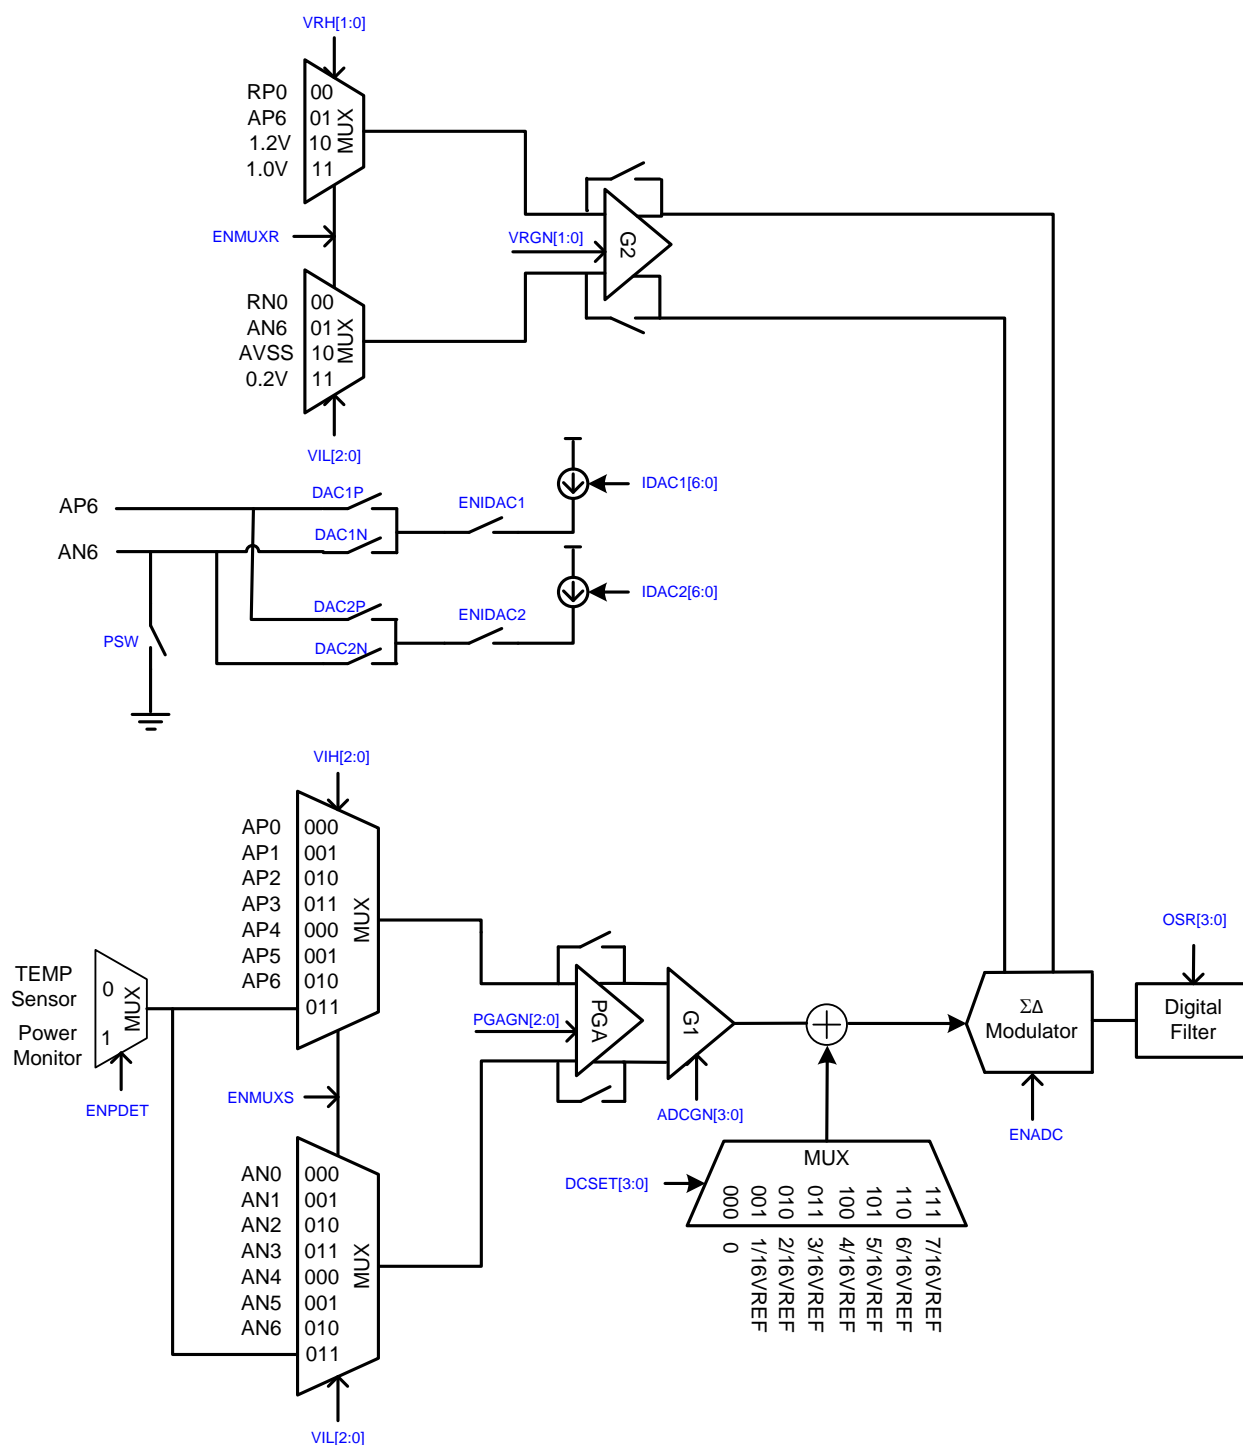 VRH[1:0]
RP0 00
AP6 01
1.2V 10
1.0V 11
MUX
ENMUXR
VRGN[1:0]
G2
RN0 00
AN6 01
AVSS 10
0.2V 11
MUX
VIL[2:0]
AP6
AN6
DAC1P
DAC1N
ENIDAC1
IDAC1[6:0]
DAC2P
DAC2N
ENIDAC2
IDAC2[6:0]
PSW
VIH[2:0]
AP0 000
AP1 001
AP2 010
AP3 011
AP4 000
AP5 001
AP6 010
011
MUX
TEMP
Sensor
Power
Monitor
0
1
MUX
ENPDET
ENMUXS
PGAGN[2:0]
PGA
G1
ADCGN[3:0]
ΣΔ
Modulator
ENADC
OSR[3:0]
Digital
Filter
DCSET[3:0]
MUX
000 0
001 1/16VREF
010 2/16VREF
011 3/16VREF
100 4/16VREF
101 5/16VREF
110 6/16VREF
111 7/16VREF
AN0 000
AN1 001
AN2 010
AN3 011
AN4 000
AN5 001
AN6 010
011
MUX
VIL[2:0]